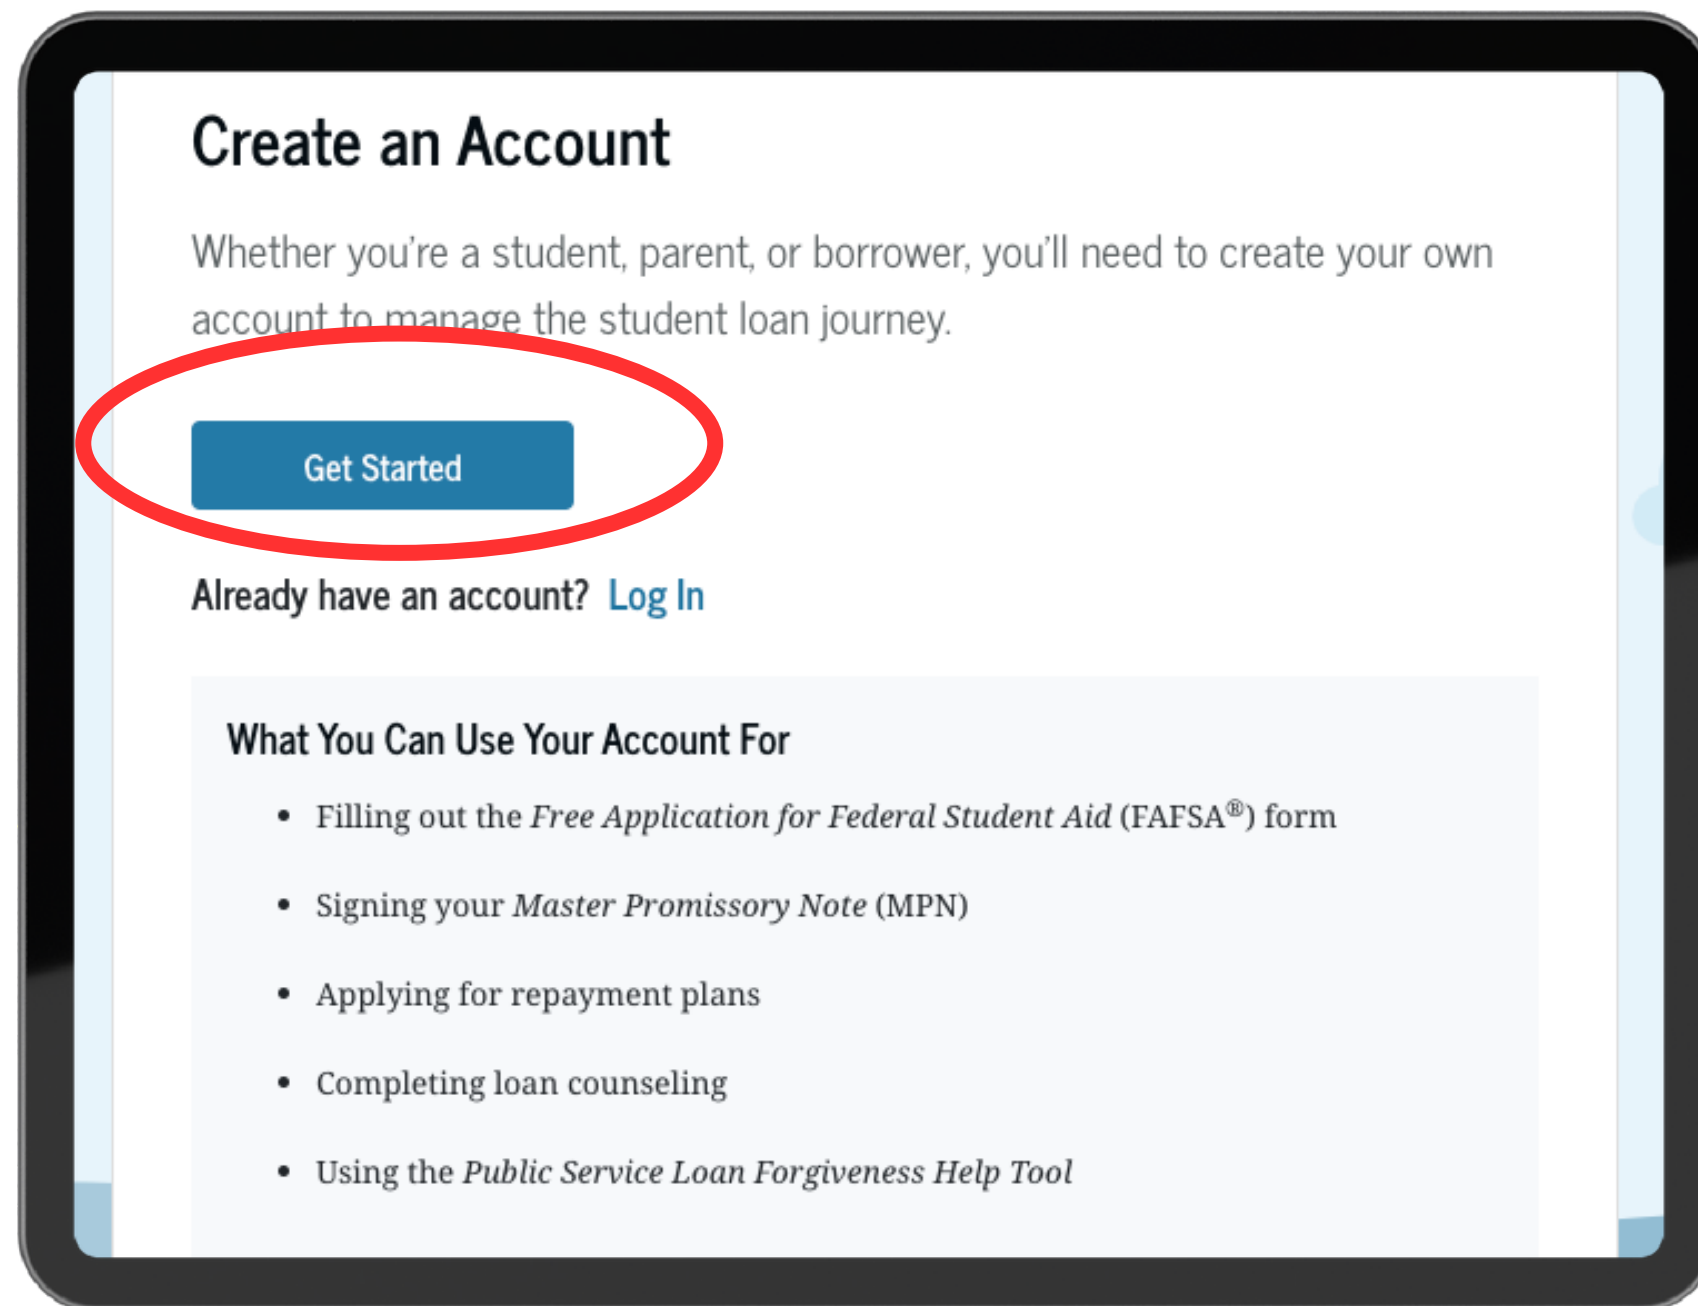 Create an Account
Whether you're a student, parent, or borrower, you'll need to create your own
account to manage the student loan journey.
Get Started
Already have an account? Log In
What You Can Use Your Account For
• Filling out the Free Application for Federal Student Aid (FAFSA®) form
• Signing your Master Promissory Note (MPN)
• Applying for repayment plans
• Completing loan counseling
• Using the Public Service Loan Forgiveness Help Tool